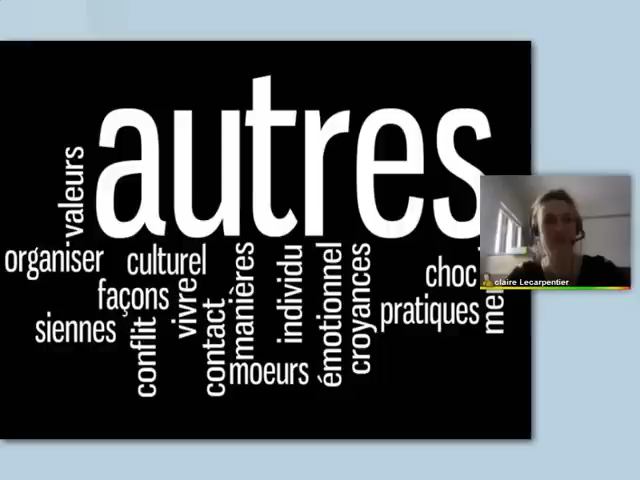 autres
valeurs
organiser
culturel
façons
siennes
conflit
vivre
contact
manières
individu
émotionnel
croyances
moeurs
choc
pratiques
claire Lecarpentier